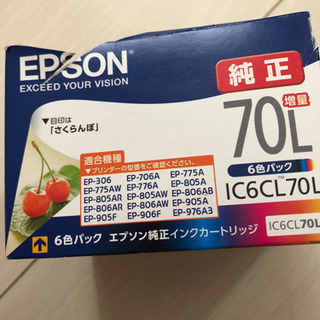 EPSON
EXCEED YOUR VISION
純正
▼目印は
「さくらんぼ」
70L
増量
6色パック
IC6CL70L
適合機種
▼プリンターの型番をご確認ください。
EP-306 EP-706A EP-775A
EP-775AW EP-776A EP-805A
EP-805AR EP-805AW EP-806AB
EP-806AR EP-806AW EP-905A
EP-905F EP-906F EP-976A3
6色パック エプソン純正インクカートリッジ
IC6CL70L